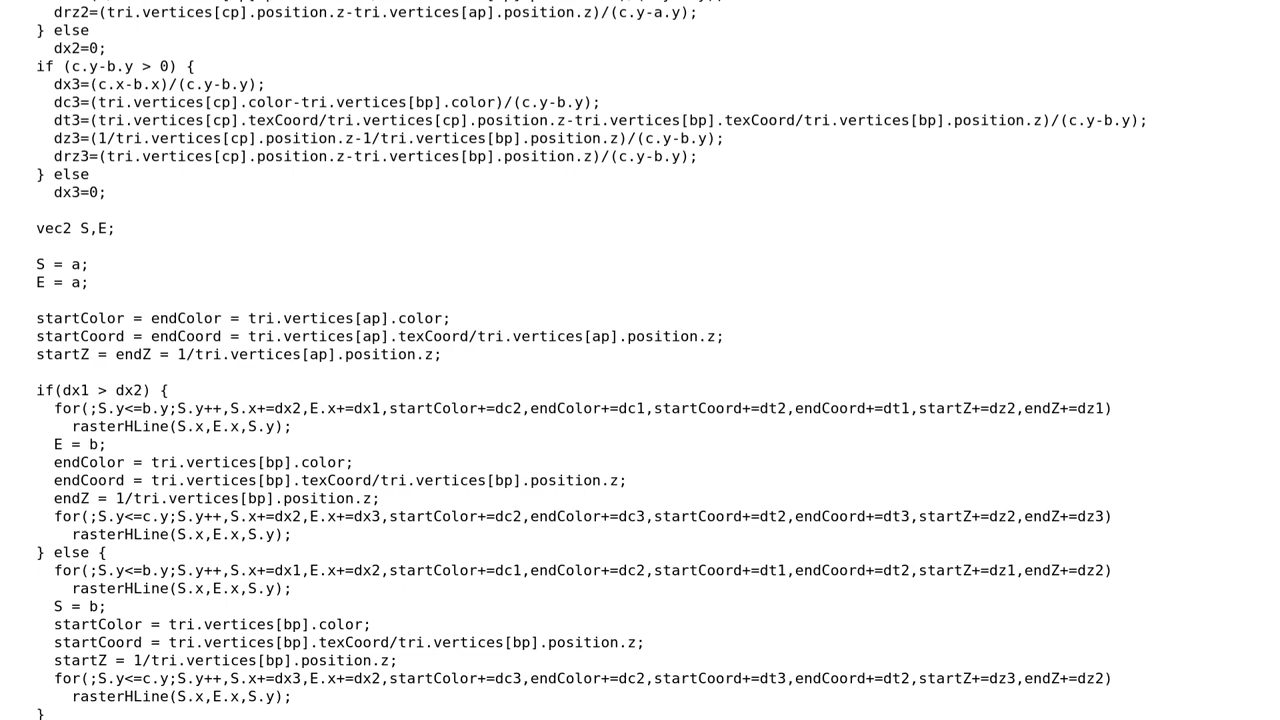 drz2=(tri.vertices[cp].position.z-tri.vertices[ap].position.z)/(c.y-a.y);
} else
dx2=0;
if (c.y-b.y > 0) {
dx3=(c.x-b.x)/(c.y-b.y);
dc3=(tri.vertices[cp].color-tri.vertices[bp].color)/(c.y-b.y);
dt3=(tri.vertices[cp].texCoord/tri.vertices[cp].position.z-tri.vertices[bp].texCoord/tri.vertices[bp].position.z)/(c.y-b.y);
dz3=(1/tri.vertices[cp].position.z-1/tri.vertices[bp].position.z)/(c.y-b.y);
drz3=(tri.vertices[cp].position.z-tri.vertices[bp].position.z)/(c.y-b.y);
} else
dx3=0;
vec2 S,E;
S = a;
E = a;
startColor = endColor = tri.vertices[ap].color;
startCoord = endCoord = tri.vertices[ap].texCoord/tri.vertices[ap].position.z;
startZ = endZ = 1/tri.vertices[ap].position.z;
if(dx1 > dx2) {
for(;S.y<=b.y;S.y++,S.x+=dx2,E.x+=dx1,startColor+=dc2,endColor+=dc1,startCoord+=dt2,endCoord+=dt1,startZ+=dz2,endZ+=dz1)
rasterHLine(S.x,E.x,S.y);
E = b;
endColor = tri.vertices[bp].color;
endCoord = tri.vertices[bp].texCoord/tri.vertices[bp].position.z;
endZ = 1/tri.vertices[bp].position.z;
for(;S.y<=c.y;S.y++,S.x+=dx2,E.x+=dx3,startColor+=dc2,endColor+=dc3,startCoord+=dt2,endCoord+=dt3,startZ+=dz2,endZ+=dz3)
rasterHLine(S.x,E.x,S.y);
} else {
for(;S.y<=b.y;S.y++,S.x+=dx1,E.x+=dx2,startColor+=dc1,endColor+=dc2,startCoord+=dt1,endCoord+=dt2,startZ+=dz1,endZ+=dz2)
rasterHLine(S.x,E.x,S.y);
S = b;
startColor = tri.vertices[bp].color;
startCoord = tri.vertices[bp].texCoord/tri.vertices[bp].position.z;
startZ = 1/tri.vertices[bp].position.z;
for(;S.y<=c.y;S.y++,S.x+=dx3,E.x+=dx2,startColor+=dc3,endColor+=dc2,startCoord+=dt3,endCoord+=dt2,startZ+=dz3,endZ+=dz2)
rasterHLine(S.x,E.x,S.y);
}